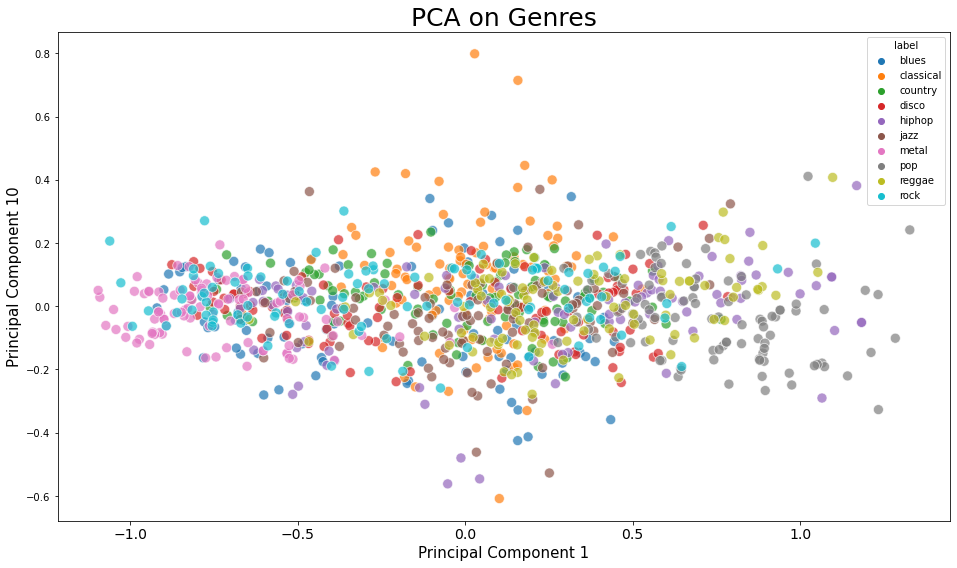 PCA on Genres
label
blues
classical
country
disco
hiphop
jazz
metal
pop
reggae
rock
0.8
0.6
0.4
0.2
0.0
−0.2
−0.4
−0.6
Principal Component 10
−1.0 −0.5 0.0 0.5 1.0
Principal Component 1